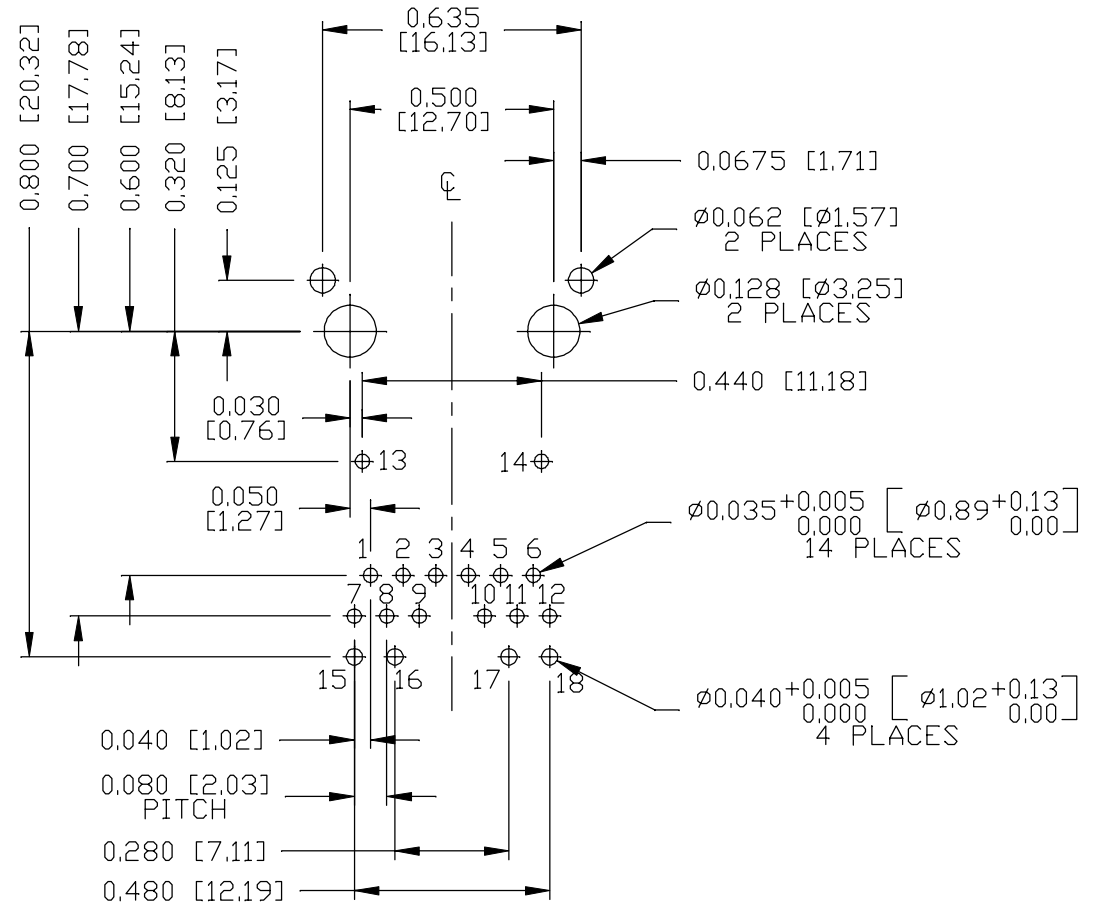 0,635
[16,13]
0,500
[12,70]
0,800 [20,32]
0,700 [17,78]
0,600 [15,24]
0,320 [8,13]
0,125 [3,17]
0,0675 [1,71]
℄
Ø0,062 [Ø1,57]
2 PLACES
Ø0,128 [Ø3,25]
2 PLACES
0,440 [11,18]
0,030
[0,76]
13
14
0,050
[1,27]
Ø0,035+0,005 [ Ø0,89+0,13 ]
0,000 0,00
14 PLACES
1 2 3 4 5 6
7 8 9 10 11 12
15 16 17 18
Ø0,040+0,005 [ Ø1,02+0,13 ]
0,000 0,00
4 PLACES
0,040 [1,02]
0,080 [2,03]
PITCH
0,280 [7,11]
0,480 [12,19]